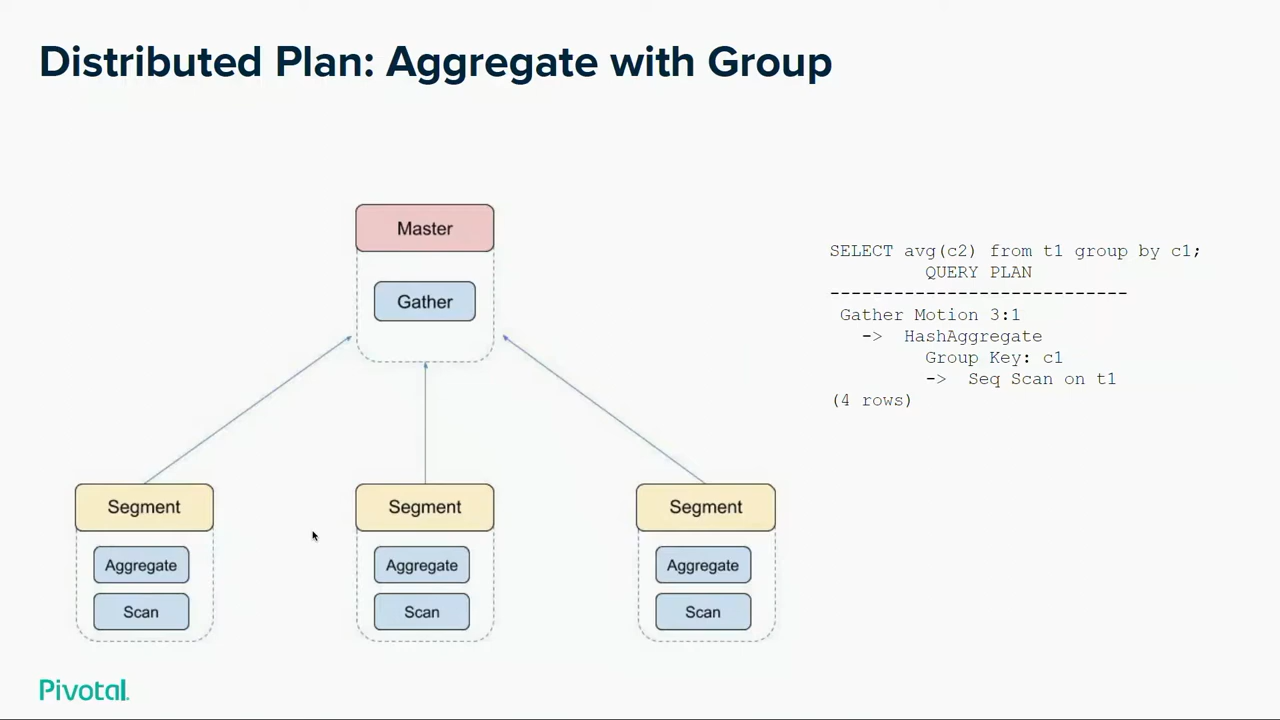 Distributed Plan: Aggregate with Group
Master
Gather
SELECT avg(c2) from t1 group by c1;
QUERY PLAN
----------------------------
Gather Motion 3:1
-> HashAggregate
Group Key: c1
-> Seq Scan on t1
(4 rows)
Segment
Aggregate
Scan
Segment
Aggregate
Scan
Segment
Aggregate
Scan
Pivotal.